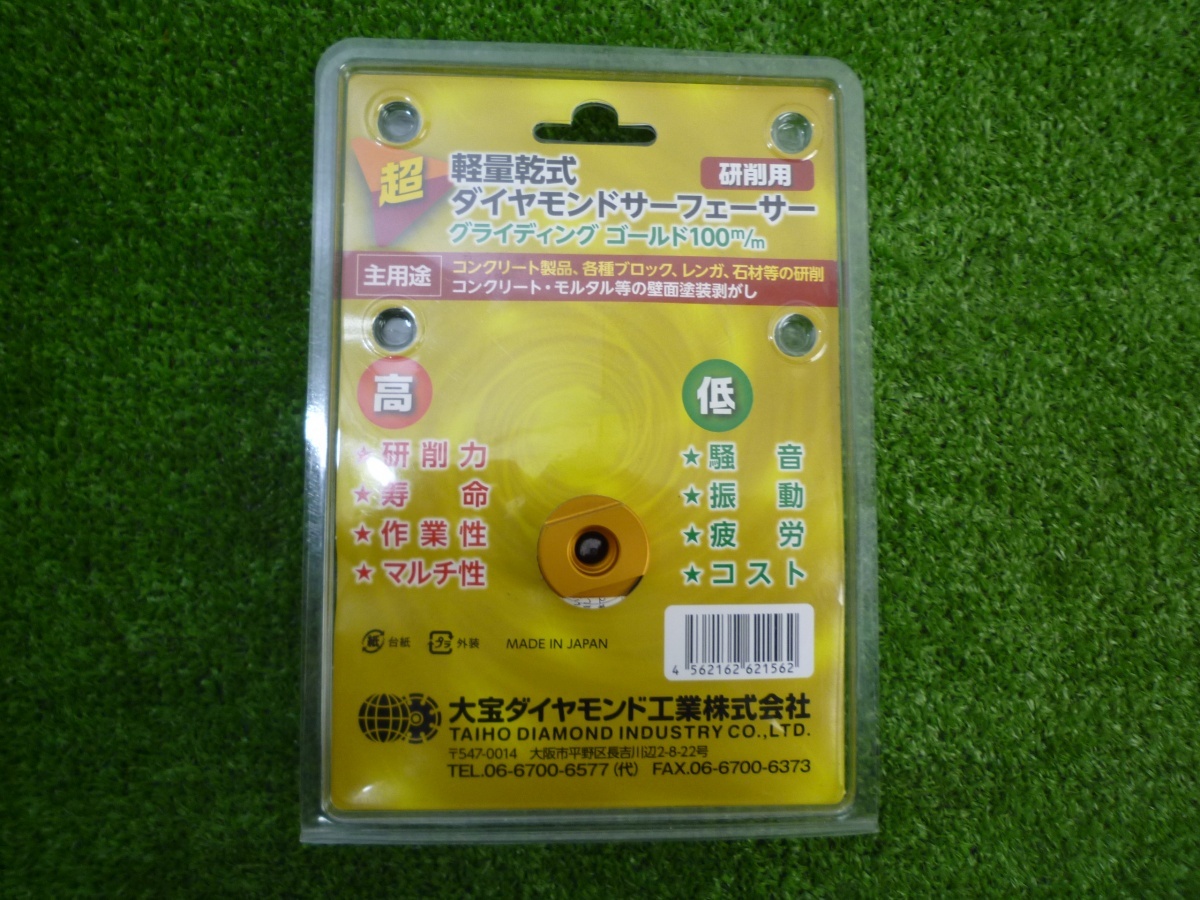 超
軽量乾式
研削用
ダイヤモンドサーフェーサー
グライディング ゴールド100m/m
主用途
コンクリート製品、各種ブロック、レンガ、石材等の研削
コンクリート・モルタル等の壁面塗装剥がし
高
★研削力
★寿命
★作業性
★マルチ性
低
★騒音
★振動
★疲労
★コスト
紙 台紙
プラ 外装
MADE IN JAPAN
4 562162 621562
大宝ダイヤモンド工業株式会社
TAIHO DIAMOND INDUSTRY CO.,LTD.
〒547-0014 大阪市平野区長吉川辺2-8-22号
TEL.06-6700-6577(代) FAX.06-6700-6373